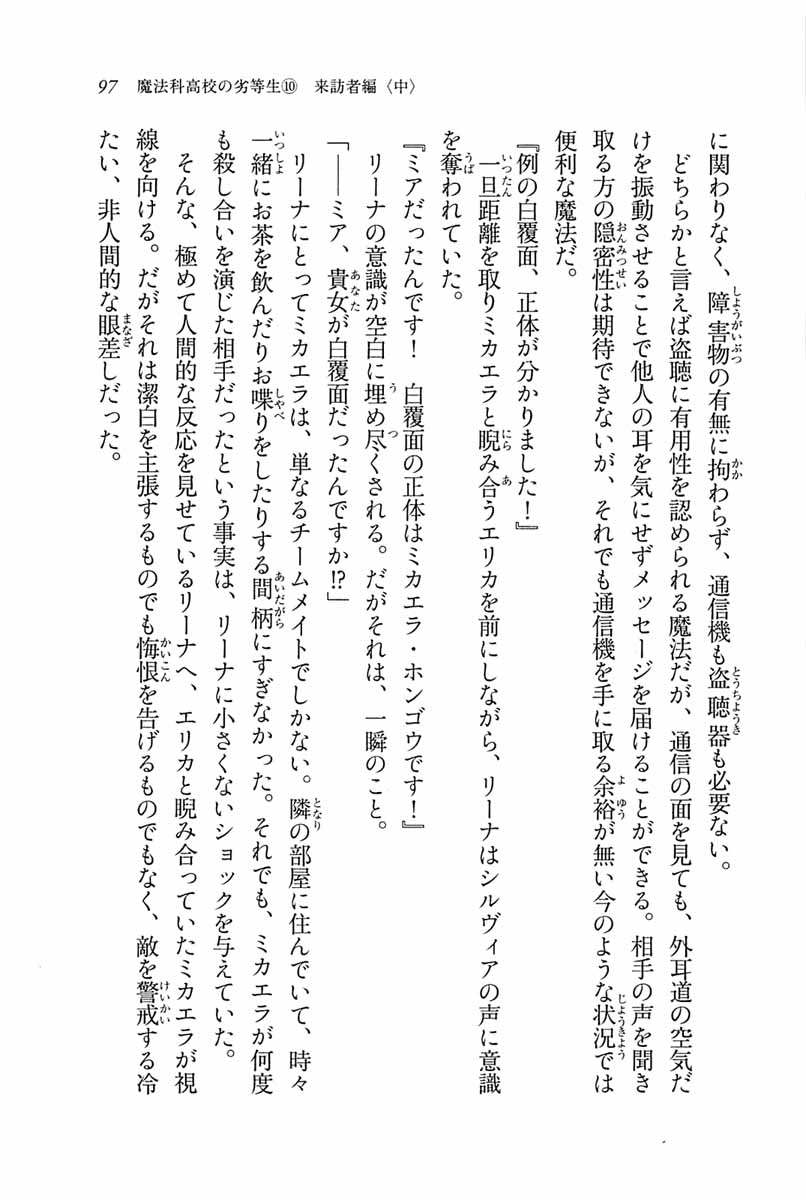 97　魔法科高校の劣等生⑩　来訪者編〈中〉
に関わりなく、障害物の有無に拘わらず、通信機も盗聴器も必要ない。
　どちらかと言えば盗聴に有用性を認められる魔法だが、通信の面を見ても、外耳道の空気だ
けを振動させることで他人の耳を気にせずメッセージを届けることができる。相手の声を聞き
取る方の隠密性は期待できないが、それでも通信機を手に取る余裕が無い今のような状況では
便利な魔法だ。
『例の白覆面、正体が分かりました！』
　一旦距離を取りミカエラと睨み合うエリカを前にしながら、リーナはシルヴィアの声に意識
を奪われていた。
『ミアだったんです！　白覆面の正体はミカエラ・ホンゴウです！』
　リーナの意識が空白に埋め尽くされる。だがそれは、一瞬のこと。
「――ミア、貴女が白覆面だったんですか!?」
　リーナにとってミカエラは、単なるチームメイトでしかない。隣の部屋に住んでいて、時々
一緒にお茶を飲んだりお喋りをしたりする間柄にすぎなかった。それでも、ミカエラが何度
も殺し合いを演じた相手だったという事実は、リーナに小さくないショックを与えていた。
　そんな、極めて人間的な反応を見せているリーナへ、エリカと睨み合っていたミカエラが視
線を向ける。だがそれは潔白を主張するものでも悔恨を告げるものでもなく、敵を警戒する冷
たい、非人間的な眼差しだった。